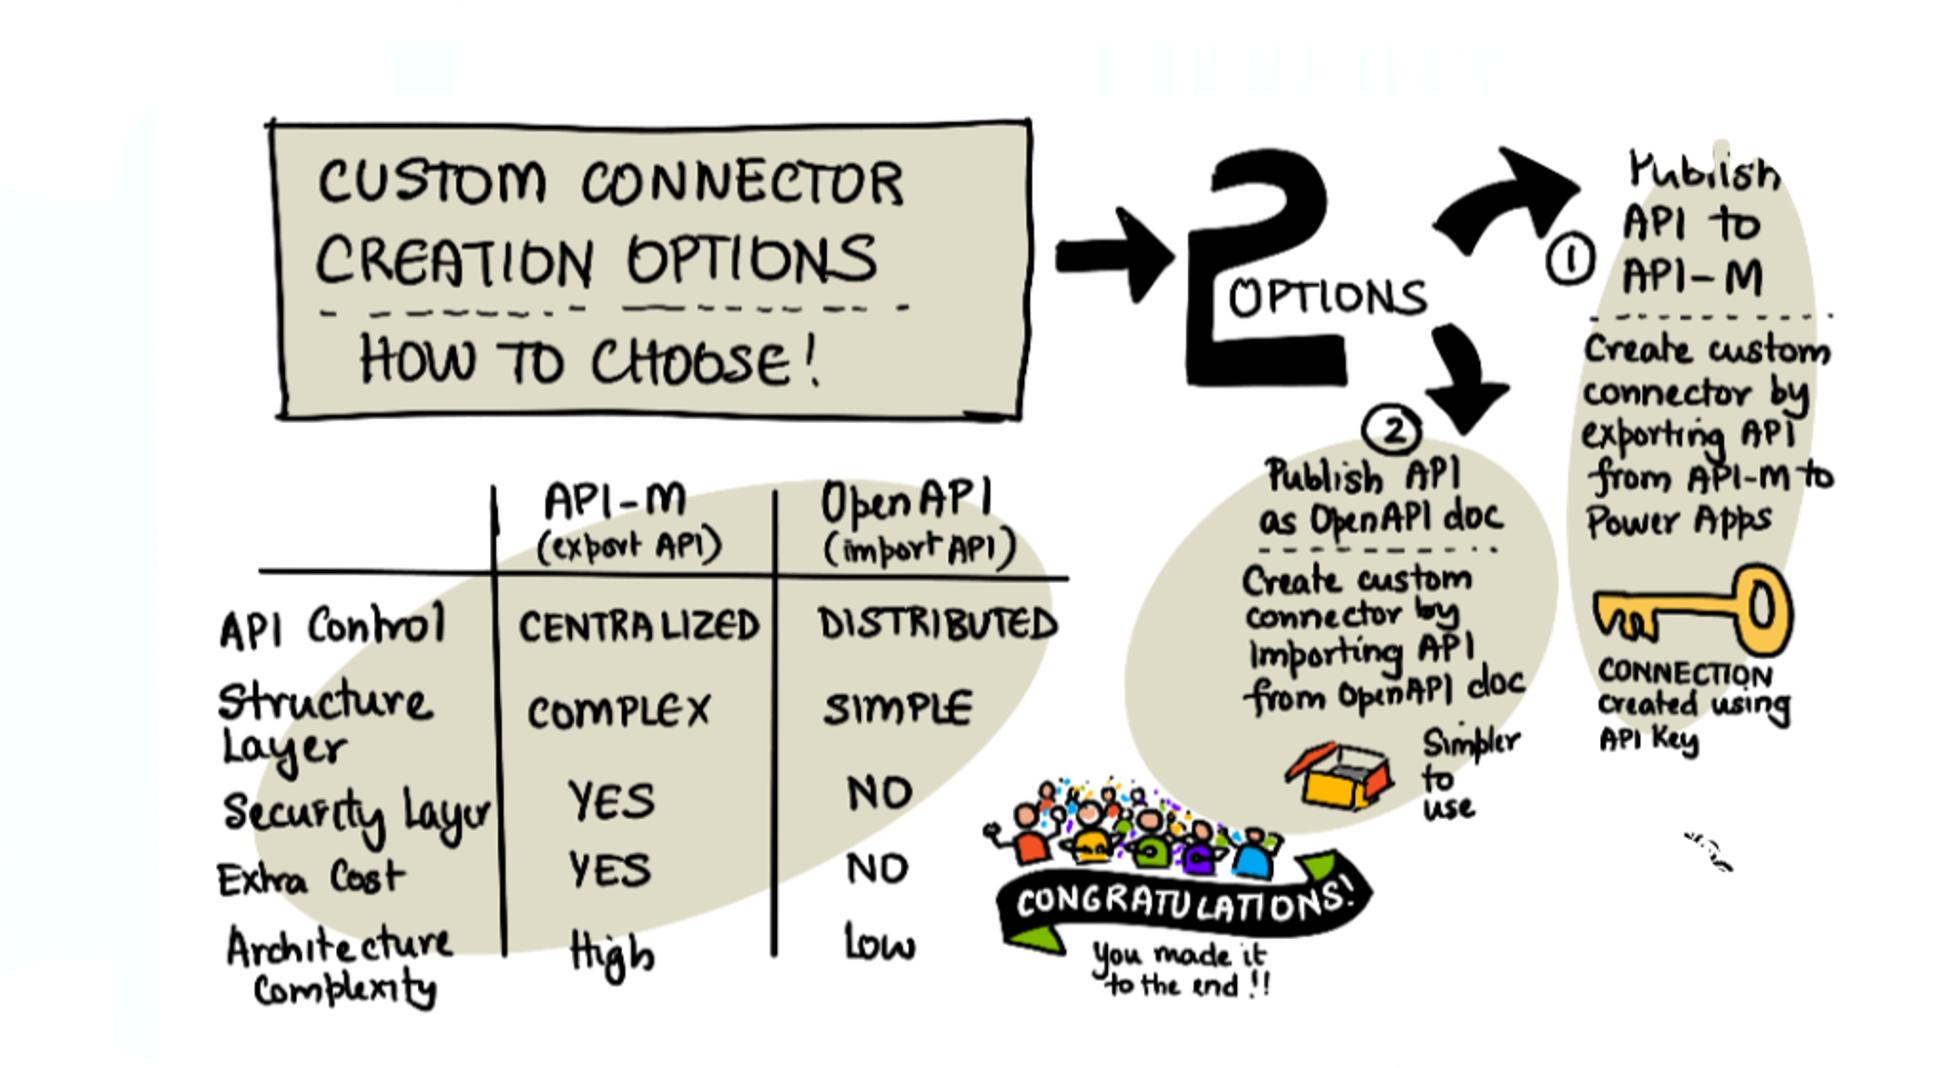 CUSTOM CONNECTOR
CREATION OPTIONS
HOW TO CHOOSE!
2
OPTIONS
1
Publish
API to
API-M
Create custom
connector by
exporting API
from API-M to
Power Apps
CONNECTION
created using
API Key
2
Publish API
as OpenAPI doc
Create custom
connector by
Importing API
from OpenAPI doc
Simpler
to
use
API-M OpenAPI
(export API) (import API)
API Control CENTRALIZED DISTRIBUTED
Structure COMPLEX SIMPLE
Layer
Security Layer YES NO
Extra Cost YES NO
Architecture High Low
Complexity
CONGRATULATIONS!
You made it
to the end!!